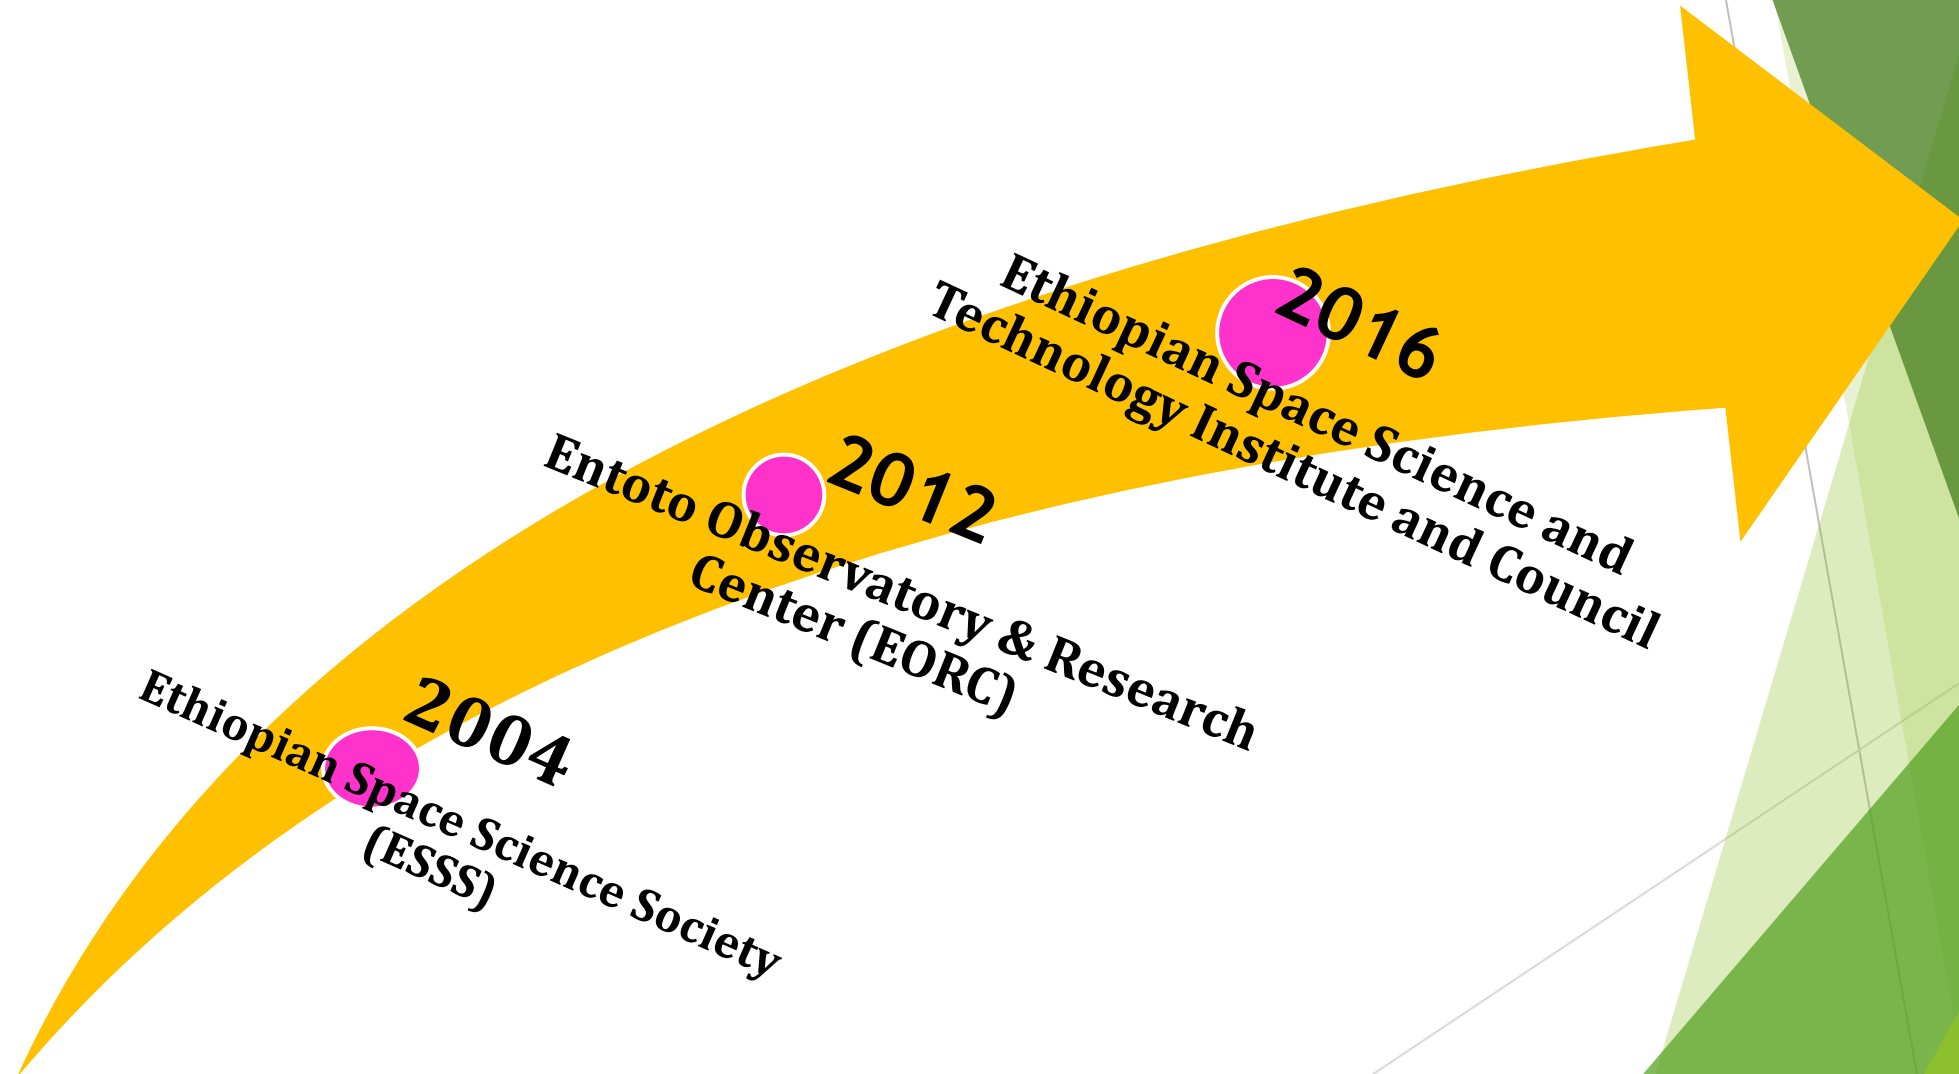 2004
Ethiopian Space Science Society
(ESSS)
2012
Entoto Observatory & Research
Center (EORC)
2016
Ethiopian Space Science and
Technology Institute and Council